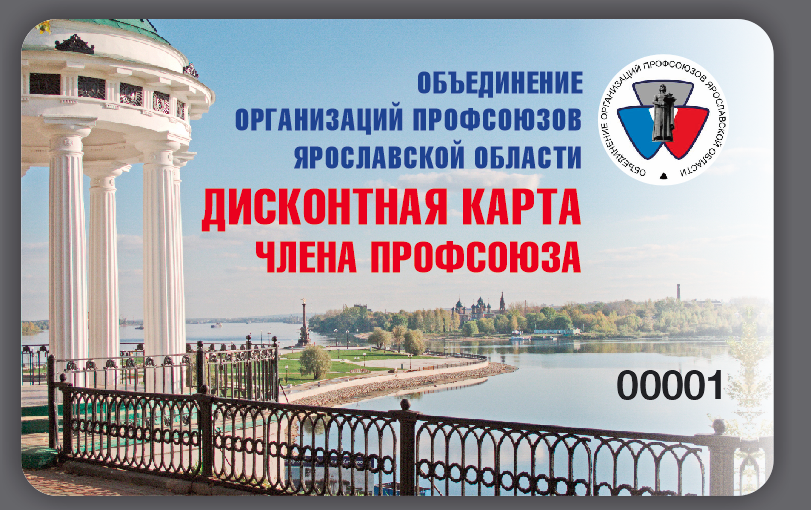 ОБЪЕДИНЕНИЕ
ОРГАНИЗАЦИЙ ПРОФСОЮЗОВ
ЯРОСЛАВСКОЙ ОБЛАСТИ
ДИСКОНТНАЯ КАРТА
ЧЛЕНА ПРОФСОЮЗА
ОБЪЕДИНЕНИЕ ОРГАНИЗАЦИЙ ПРОФСОЮЗОВ ЯРОСЛАВСКОЙ ОБЛАСТИ
00001